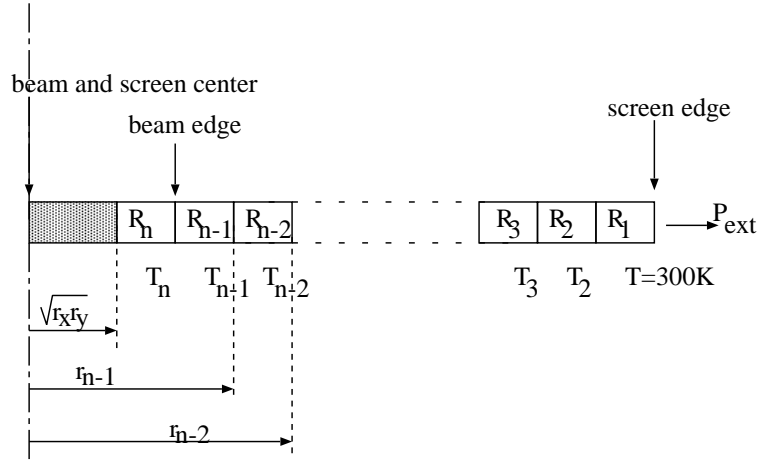 beam and screen center
screen edge
beam edge
R_n R_{n-1} R_{n-2} R_3 R_2 R_1 P_ext
T_n T_{n-1} T_{n-2} T_3 T_2 T=300K
√r_x r_y
r_{n-1}
r_{n-2}